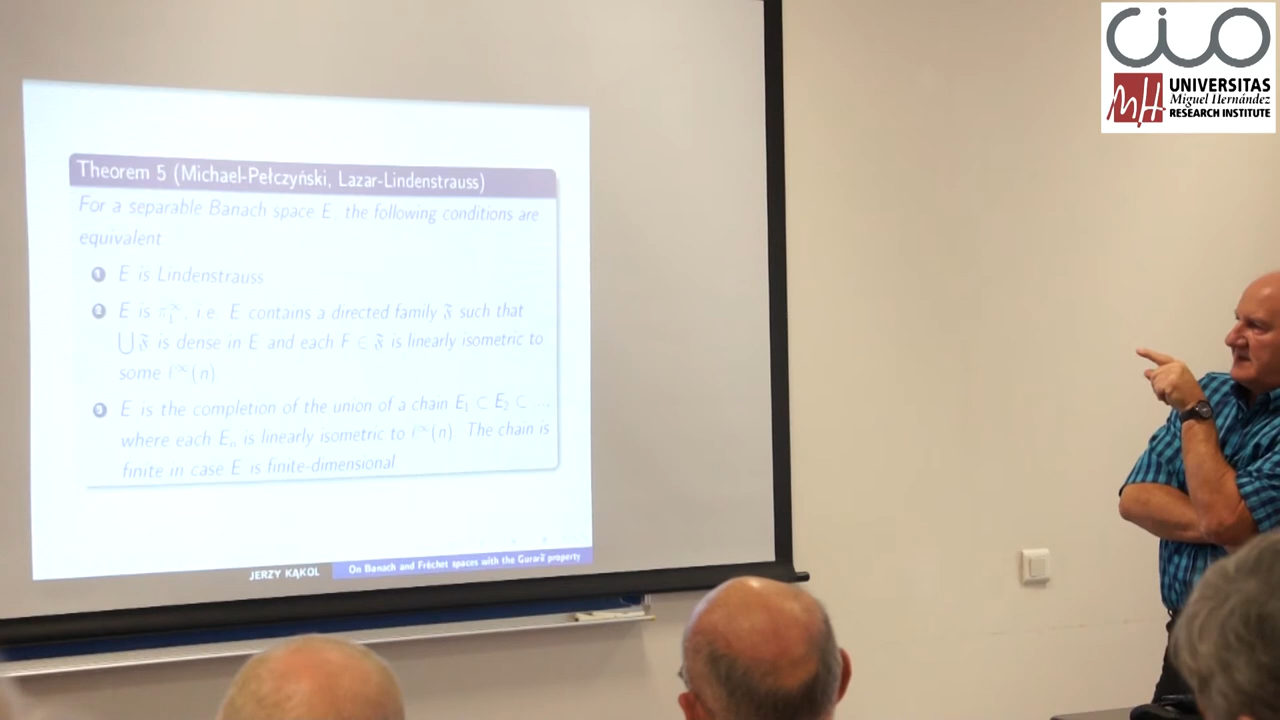 CIO
UNIVERSITAS
Miguel Hernández
RESEARCH INSTITUTE
Theorem 5 (Michael-Pełczyński, Lazar-Lindenstrauss)
For a separable Banach space E, the following conditions are
equivalent
1 E is Lindenstrauss
2 E is π₁^∞, i.e. E contains a directed family 𝔉 such that
⋃𝔉 is dense in E and each F ∈ 𝔉 is linearly isometric to
some l^∞(n)
3 E is the completion of the union of a chain E₁ ⊂ E₂ ⊂ ...,
where each Eₙ is linearly isometric to l^∞(n) The chain is
finite in case E is finite-dimensional
JERZY KĄKOL On Banach and Fréchet spaces with the Gurariĭ property